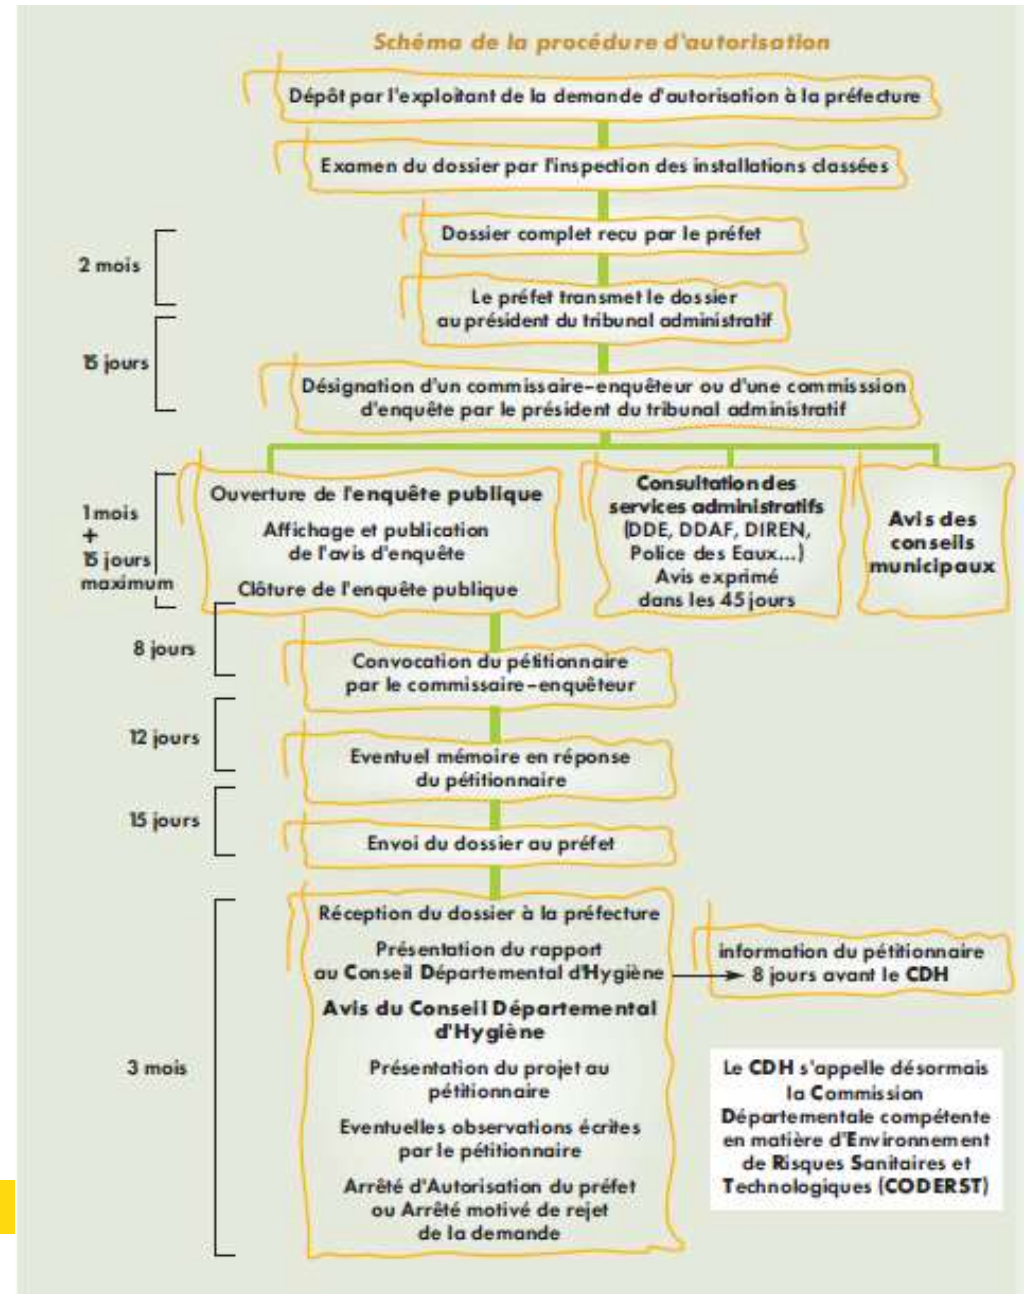 Schéma de la procédure d'autorisation
Dépôt par l'exploitant de la demande d'autorisation à la préfecture
Examen du dossier par l'inspection des installations classées
Dossier complet reçu par le préfet
2 mois
Le préfet transmet le dossier
au président du tribunal administratif
15 jours
Désignation d'un commissaire-enquêteur ou d'une commisssion
d'enquête par le président du tribunal administratif
1 mois
+
15 jours
maximum
Ouverture de l'enquête publique
Affichage et publication
de l'avis d'enquête
Clôture de l'enquête publique
Consultation des
services administratifs
(DDE, DDAF, DIREN,
Police des Eaux...)
Avis exprimé
dans les 45 jours
Avis des
conseils
municipaux
8 jours
Convocation du pétitionnaire
par le commissaire-enquêteur
12 jours
Eventuel mémoire en réponse
du pétitionnaire
15 jours
Envoi du dossier au préfet
3 mois
Réception du dossier à la préfecture
Présentation du rapport
au Conseil Départemental d'Hygiène
Avis du Conseil Départemental
d'Hygiène
Présentation du projet au
pétitionnaire
Eventuelles observations écrites
par le pétitionnaire
Arrêté d'Autorisation du préfet
ou Arrêté motivé de rejet
de la demande
information du pétitionnaire
8 jours avant le CDH
Le CDH s'appelle désormais
la Commission
Départementale compétente
en matière d'Environnement
de Risques Sanitaires et
Technologiques (CODERST)